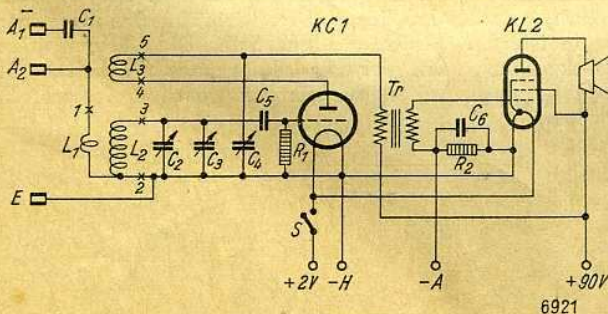 A1 C1 KC1 KL2
A2
5
L3
4
Tr
1
3
C5
C6
L1 L2 C2 C3 C4 R1
R2
2
E
S
+2V -H -A +90V
6921